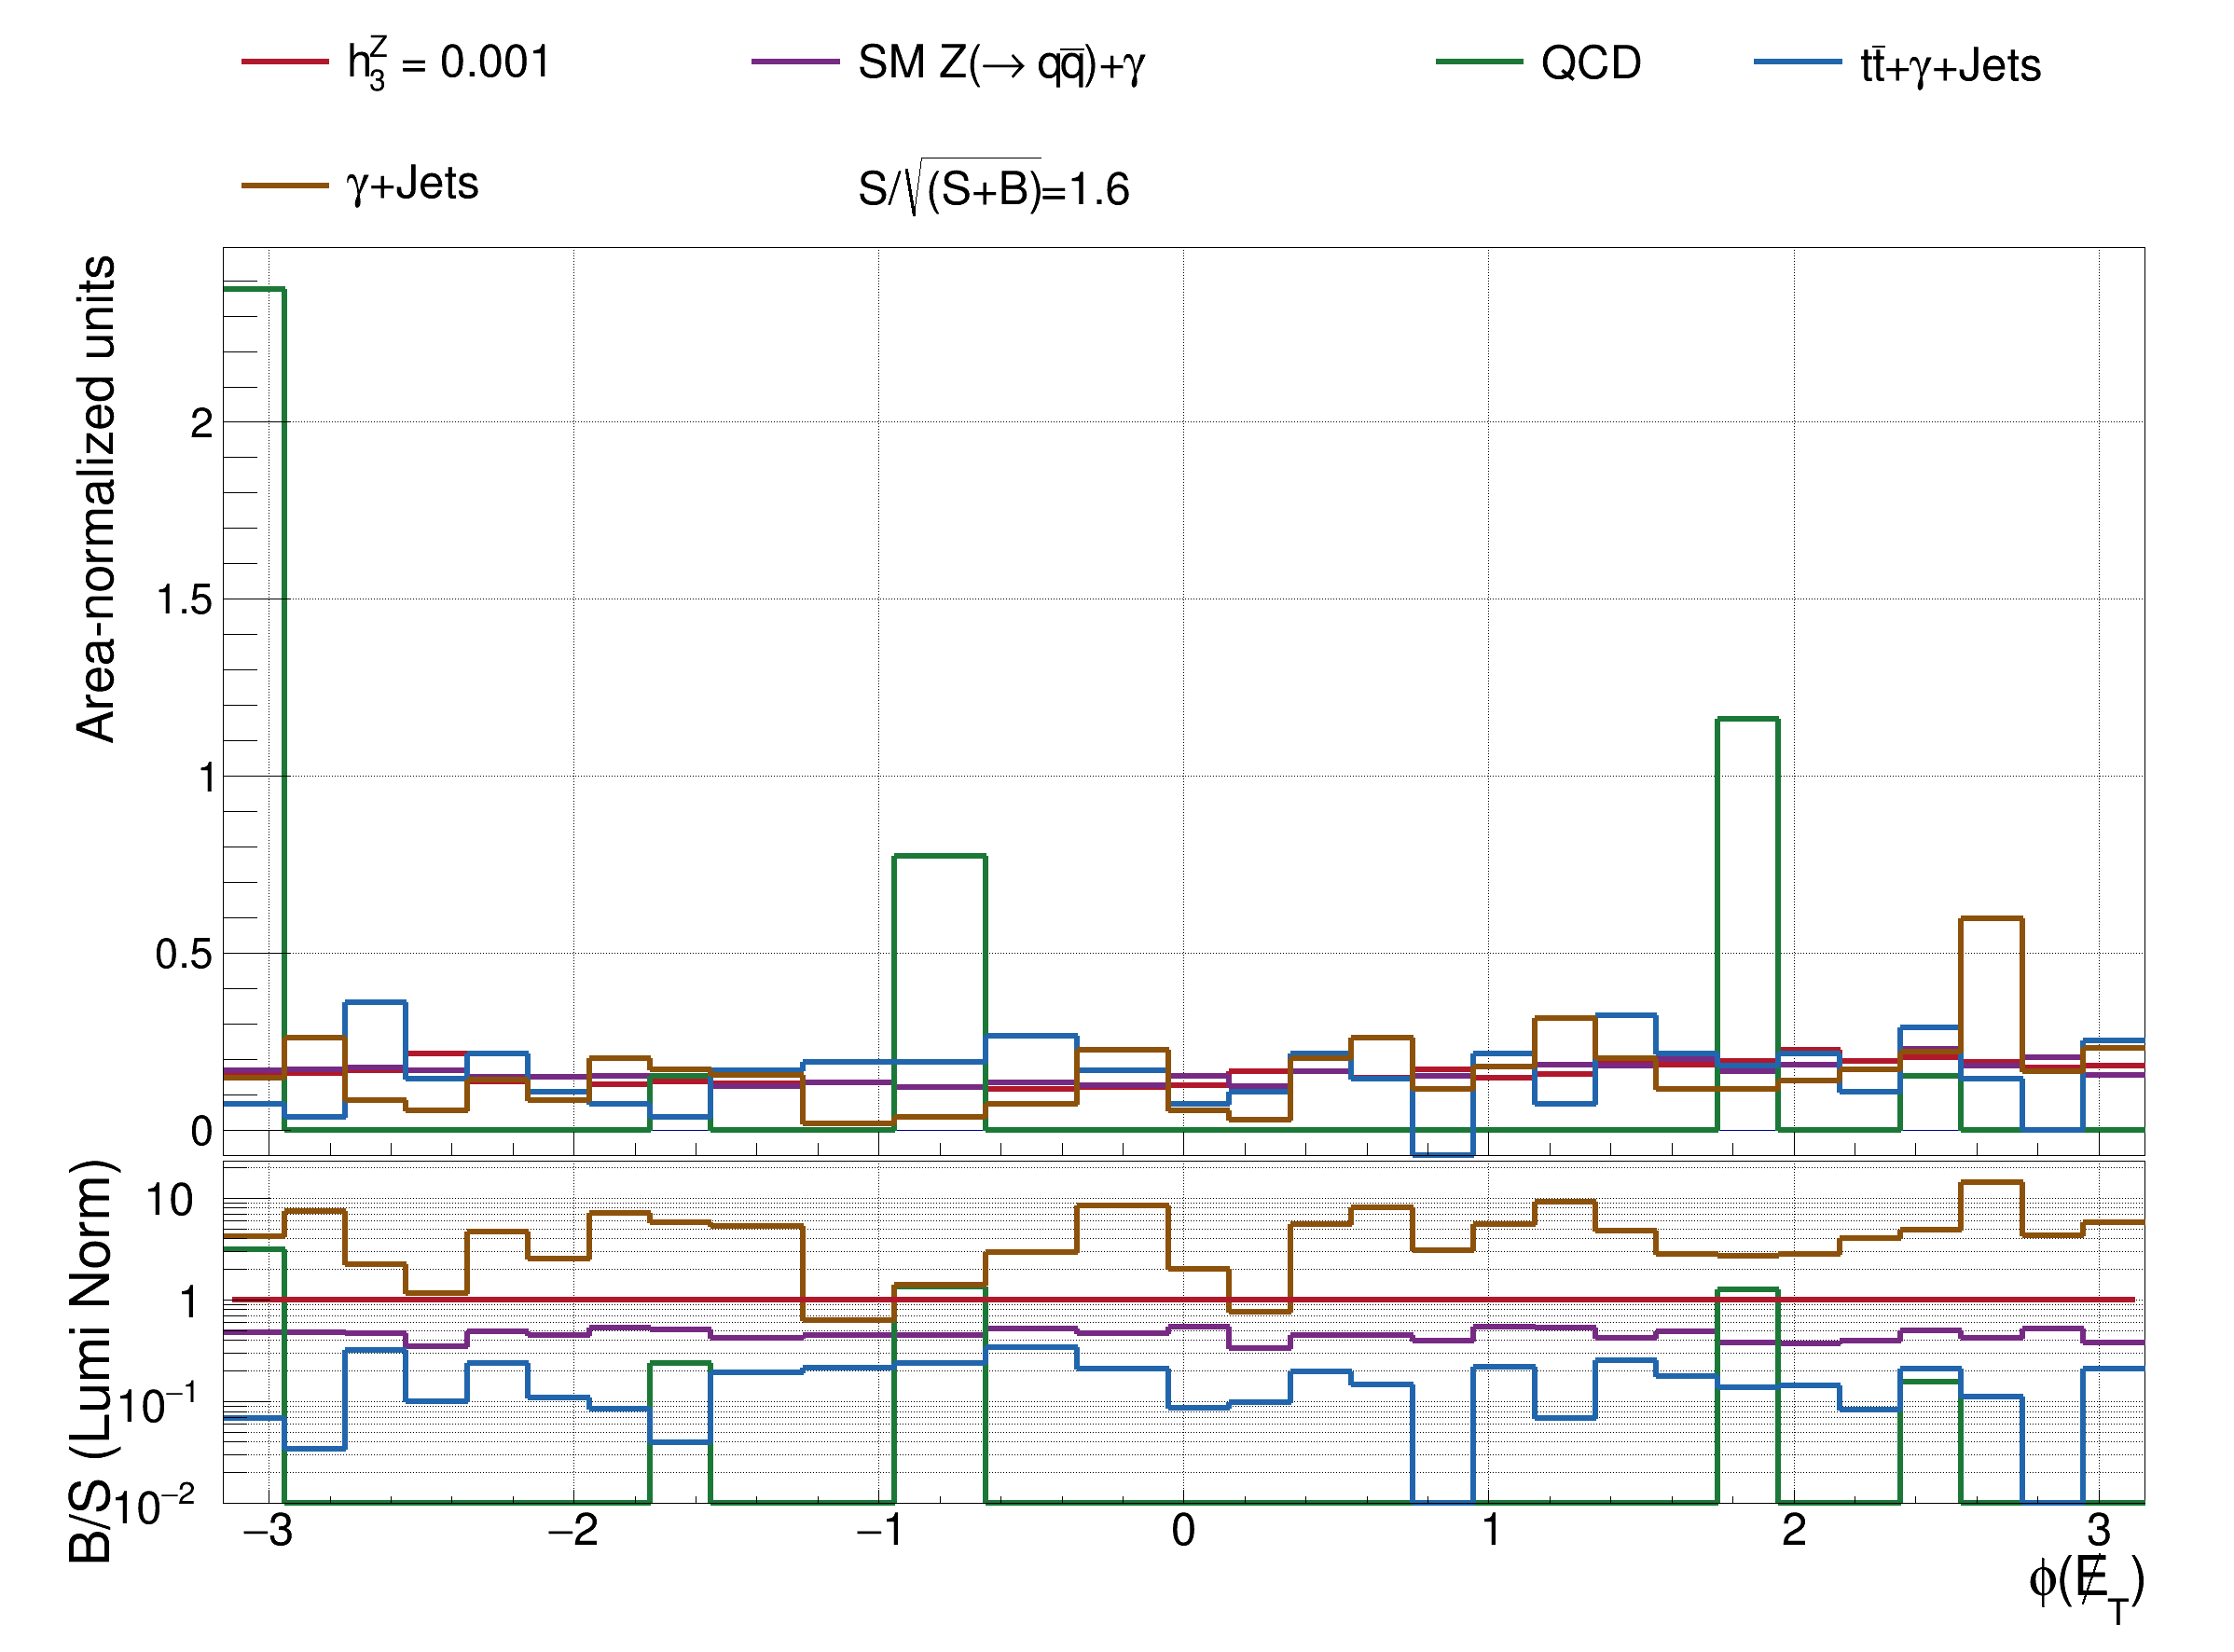 h₃ᶻ = 0.001 SM Z(→ qq̅)+γ QCD tt̅+γ+Jets
γ+Jets S/√(S+B)=1.6
Area-normalized units
2
1.5
1
0.5
0
B/S (Lumi Norm)
10
1
10⁻¹
10⁻²
−3 −2 −1 0 1 2 3
ϕ(E̸_T)